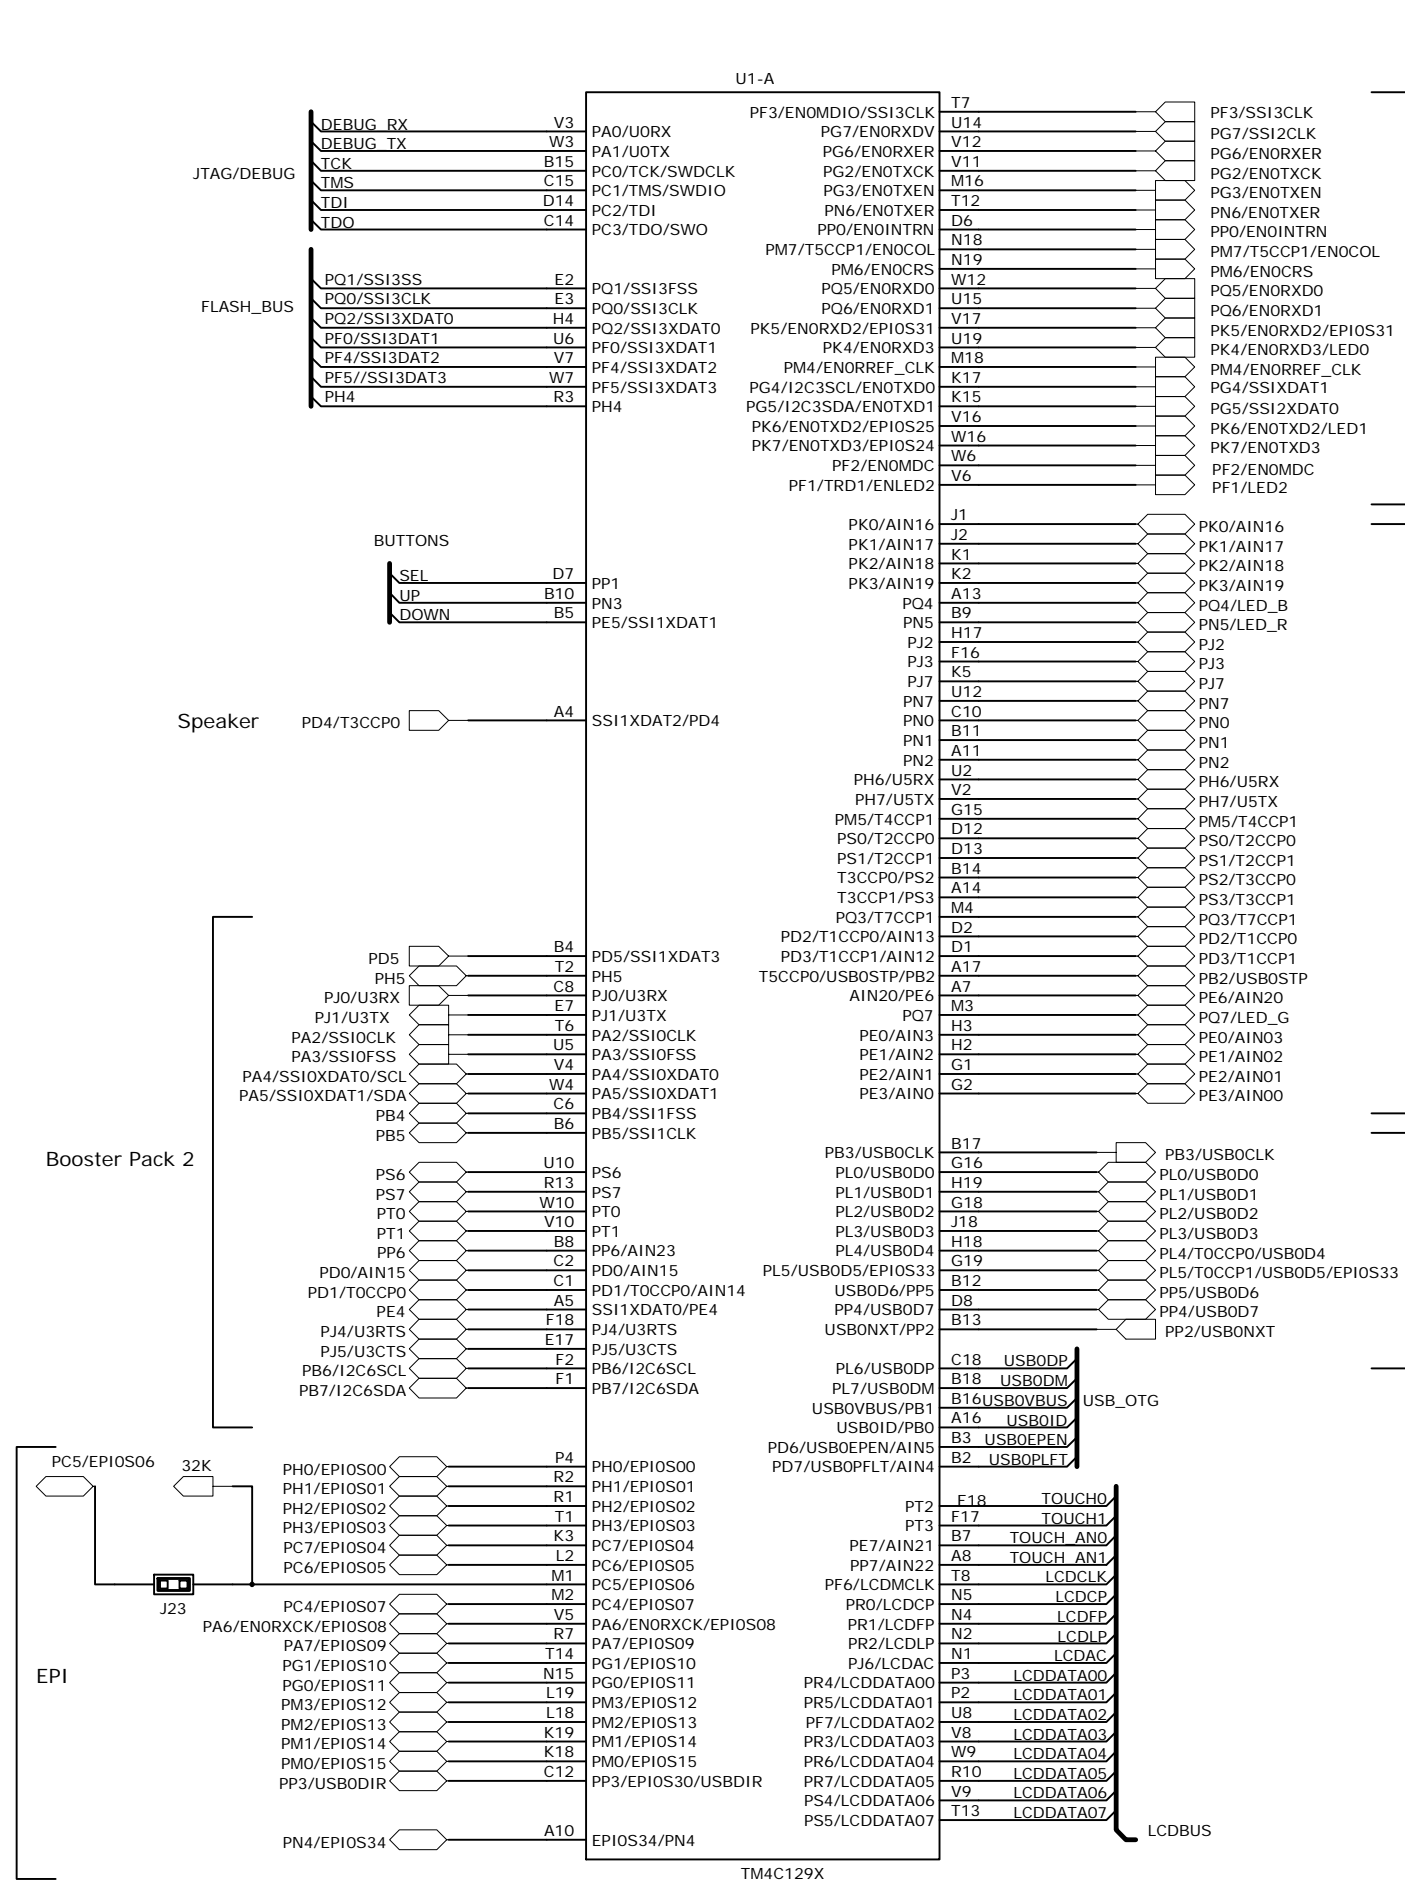 U1-A
JTAG/DEBUG
DEBUG_RX V3 PA0/U0RX
DEBUG_TX W3 PA1/U0TX
TCK B15 PC0/TCK/SWDCLK
TMS C15 PC1/TMS/SWDIO
TDI D14 PC2/TDI
TDO C14 PC3/TDO/SWO
FLASH_BUS
PQ1/SSI3SS E2 PQ1/SSI3FSS
PQ0/SSI3CLK E3 PQ0/SSI3CLK
PQ2/SSI3XDAT0 H4 PQ2/SSI3XDAT0
PF0/SSI3DAT1 U6 PF0/SSI3XDAT1
PF4/SSI3DAT2 V7 PF4/SSI3XDAT2
PF5//SSI3DAT3 W7 PF5/SSI3XDAT3
PH4 R3 PH4
BUTTONS
SEL D7 PP1
UP B10 PN3
DOWN B5 PE5/SSI1XDAT1
Speaker PD4/T3CCP0 A4 SSI1XDAT2/PD4
Booster Pack 2
PD5 B4 PD5/SSI1XDAT3
PH5 T2 PH5
PJ0/U3RX C8 PJ0/U3RX
PJ1/U3TX E7 PJ1/U3TX
PA2/SSI0CLK T6 PA2/SSI0CLK
PA3/SSI0FSS U5 PA3/SSI0FSS
PA4/SSI0XDAT0/SCL V4 PA4/SSI0XDAT0
PA5/SSI0XDAT1/SDA W4 PA5/SSI0XDAT1
PB4 C6 PB4/SSI1FSS
PB5 B6 PB5/SSI1CLK
PS6 U10 PS6
PS7 R13 PS7
PT0 W10 PT0
PT1 V10 PT1
PP6 B8 PP6/AIN23
PD0/AIN15 C2 PD0/AIN15
PD1/T0CCP0 C1 PD1/T0CCP0/AIN14
PE4 A5 SSI1XDAT0/PE4
PJ4/U3RTS F18 PJ4/U3RTS
PJ5/U3CTS E17 PJ5/U3CTS
PB6/I2C6SCL F2 PB6/I2C6SCL
PB7/I2C6SDA F1 PB7/I2C6SDA
EPI
PC5/EPI0S06
32K
PH0/EPI0S00 P4 PH0/EPI0S00
PH1/EPI0S01 R2 PH1/EPI0S01
PH2/EPI0S02 R1 PH2/EPI0S02
PH3/EPI0S03 T1 PH3/EPI0S03
PC7/EPI0S04 K3 PC7/EPI0S04
PC6/EPI0S05 L2 PC6/EPI0S05
J23 M1 PC5/EPI0S06
PC4/EPI0S07 M2 PC4/EPI0S07
PA6/EN0RXCK/EPI0S08 V5 PA6/EN0RXCK/EPI0S08
PA7/EPI0S09 R7 PA7/EPI0S09
PG1/EPI0S10 T14 PG1/EPI0S10
PG0/EPI0S11 N15 PG0/EPI0S11
PM3/EPI0S12 L19 PM3/EPI0S12
PM2/EPI0S13 L18 PM2/EPI0S13
PM1/EPI0S14 K19 PM1/EPI0S14
PM0/EPI0S15 K18 PM0/EPI0S15
PP3/USB0DIR C12 PP3/EPI0S30/USBDIR
PN4/EPI0S34 A10 EPI0S34/PN4
PF3/EN0MDIO/SSI3CLK T7 PF3/SSI3CLK
PG7/EN0RXDV U14 PG7/SSI2CLK
PG6/EN0RXER V12 PG6/EN0RXER
PG2/EN0TXCK V11 PG2/EN0TXCK
PG3/EN0TXEN M16 PG3/EN0TXEN
PN6/EN0TXER T12 PN6/EN0TXER
PP0/EN0INTRN D6 PP0/EN0INTRN
PM7/T5CCP1/EN0COL N18 PM7/T5CCP1/EN0COL
PM6/EN0CRS N19 PM6/EN0CRS
PQ5/EN0RXD0 W12 PQ5/EN0RXD0
PQ6/EN0RXD1 U15 PQ6/EN0RXD1
PK5/EN0RXD2/EPI0S31 V17 PK5/EN0RXD2/EPI0S31
PK4/EN0RXD3 U19 PK4/EN0RXD3/LED0
PM4/EN0RREF_CLK M18 PM4/EN0RREF_CLK
PG4/I2C3SCL/EN0TXD0 K17 PG4/SSIXDAT1
PG5/I2C3SDA/EN0TXD1 K15 PG5/SSI2XDAT0
PK6/EN0TXD2/EPI0S25 V16 PK6/EN0TXD2/LED1
PK7/EN0TXD3/EPI0S24 W16 PK7/EN0TXD3
PF2/EN0MDC W6 PF2/EN0MDC
PF1/TRD1/ENLED2 V6 PF1/LED2
PK0/AIN16 J1 PK0/AIN16
PK1/AIN17 J2 PK1/AIN17
PK2/AIN18 K1 PK2/AIN18
PK3/AIN19 K2 PK3/AIN19
PQ4 A13 PQ4/LED_B
PN5 B9 PN5/LED_R
PJ2 H17 PJ2
PJ3 F16 PJ3
PJ7 K5 PJ7
PN7 U12 PN7
PN0 C10 PN0
PN1 B11 PN1
PN2 A11 PN2
PH6/U5RX U2 PH6/U5RX
PH7/U5TX V2 PH7/U5TX
PM5/T4CCP1 G15 PM5/T4CCP1
PS0/T2CCP0 D12 PS0/T2CCP0
PS1/T2CCP1 D13 PS1/T2CCP1
T3CCP0/PS2 B14 PS2/T3CCP0
T3CCP1/PS3 A14 PS3/T3CCP1
PQ3/T7CCP1 M4 PQ3/T7CCP1
PD2/T1CCP0/AIN13 D2 PD2/T1CCP0
PD3/T1CCP1/AIN12 D1 PD3/T1CCP1
T5CCP0/USB0STP/PB2 A17 PB2/USB0STP
AIN20/PE6 A7 PE6/AIN20
PQ7 M3 PQ7/LED_G
PE0/AIN3 H3 PE0/AIN03
PE1/AIN2 H2 PE1/AIN02
PE2/AIN1 G1 PE2/AIN01
PE3/AIN0 G2 PE3/AIN00
PB3/USB0CLK B17 PB3/USB0CLK
PL0/USB0D0 G16 PL0/USB0D0
PL1/USB0D1 H19 PL1/USB0D1
PL2/USB0D2 G18 PL2/USB0D2
PL3/USB0D3 J18 PL3/USB0D3
PL4/USB0D4 H18 PL4/T0CCP0/USB0D4
PL5/USB0D5/EPI0S33 G19 PL5/T0CCP1/USB0D5/EPI0S33
USB0D6/PP5 B12 PP5/USB0D6
PP4/USB0D7 D8 PP4/USB0D7
USB0NXT/PP2 B13 PP2/USB0NXT
PL6/USB0DP C18 USB0DP
PL7/USB0DM B18 USB0DM
USB0VBUS/PB1 B16 USB0VBUS USB_OTG
USB0ID/PB0 A16 USB0ID
PD6/USB0EPEN/AIN5 B3 USB0EPEN
PD7/USB0PFLT/AIN4 B2 USB0PLFT
PT2 F18 TOUCH0
PT3 F17 TOUCH1
PE7/AIN21 B7 TOUCH_AN0
PP7/AIN22 A8 TOUCH_AN1
PF6/LCDMCLK T8 LCDCLK
PR0/LCDCP N5 LCDCP
PR1/LCDFP N4 LCDFP
PR2/LCDLP N2 LCDLP
PJ6/LCDAC N1 LCDAC
PR4/LCDDATA00 P3 LCDDATA00
PR5/LCDDATA01 P2 LCDDATA01
PF7/LCDDATA02 U8 LCDDATA02
PR3/LCDDATA03 V8 LCDDATA03
PR6/LCDDATA04 W9 LCDDATA04
PR7/LCDDATA05 R10 LCDDATA05
PS4/LCDDATA06 V9 LCDDATA06
PS5/LCDDATA07 T13 LCDDATA07
LCDBUS
TM4C129X